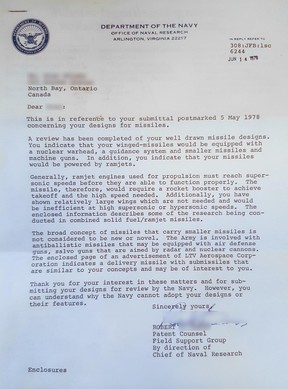 DEPARTMENT OF THE NAVY
OFFICE OF NAVAL RESEARCH
ARLINGTON, VIRGINIA 22217
IN REPLY REFER TO
308:JFB:lec
6244
JUN 14 1978
North Bay, Ontario
Canada
Dear
This is in reference to your submittal postmarked 5 May 1978
concerning your designs for missiles.
A review has been completed of your well drawn missile designs.
You indicate that your winged-missiles would be equipped with
a nuclear warhead, a guidance system and smaller missiles and
machine guns. In addition, you indicate that your missiles
would be powered by ramjets.
Generally, ramjet engines used for propulsion must reach super-
sonic speeds before they are able to function properly. The
missile, therefore, would require a rocket booster to achieve
takeoff and the high speed needed. Additionally, you have
shown relatively large wings which are not needed and would
be inefficient at high supersonic or hypersonic speeds. The
enclosed information describes some of the research being con-
ducted in combined solid fuel/ramjet missiles.
The broad concept of missiles that carry smaller missiles is
not considered to be new or novel. The Army is involved with
antiballistic missiles that may be equipped with air defense
guns, such guns that are aimed by radar and nuclear cannons.
The enclosed page of an advertisement of LTV Aerospace Corp-
oration indicates a delivery missile with submissiles that
are similar to your concepts and may be of interest to you.
Thank you for your interest in these matters and for sub-
mitting your designs for review by the Navy. However, you
can understand why the Navy cannot adopt your designs or
their features.
Sincerely yours,
ROBERT
Patent Counsel
Field Support Group
By direction of
Chief of Naval Research
Enclosures